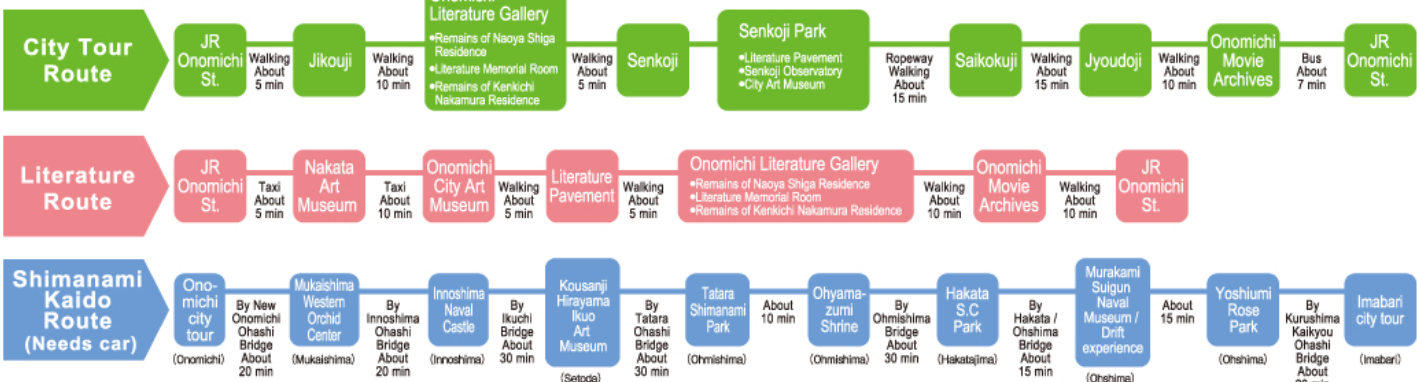 City Tour
Route
JR
Onomichi
St.
Walking
About
5 min
Jikouji
Walking
About
10 min
Onomichi
Literature Gallery
•Remains of Naoya Shiga
Residence
•Literature Memorial Room
•Remains of Kenkichi
Nakamura Residence
Walking
About
5 min
Senkoji
Senkoji Park
•Literature Pavement
•Senkoji Observatory
•City Art Museum
Ropeway
Walking
About
15 min
Saikokuji
Walking
About
15 min
Jyoudoji
Walking
About
10 min
Onomichi
Movie
Archives
Bus
About
7 min
JR
Onomichi
St.
Literature
Route
JR
Onomichi
St.
Taxi
About
5 min
Nakata
Art
Museum
Taxi
About
10 min
Onomichi
City Art
Museum
Walking
About
5 min
Literature
Pavement
Walking
About
5 min
Onomichi Literature Gallery
•Remains of Naoya Shiga Residence
•Literature Memorial Room
•Remains of Kenkichi Nakamura Residence
Walking
About
10 min
Onomichi
Movie
Archives
Walking
About
10 min
JR
Onomichi
St.
Shimanami
Kaido
Route
(Needs car)
Ono-
michi
city
tour
(Onomichi)
By New
Onomichi
Ohashi
Bridge
About
20 min
Mukaishima
Western
Orchid
Center
(Mukaishima)
By
Innoshima
Ohashi
Bridge
About
20 min
Innoshima
Naval
Castle
(Innoshima)
By
Ikuchi
Bridge
About
30 min
Kousanji
Hirayama
Ikuo
Art
Museum
(Setoda)
By
Tatara
Ohashi
Bridge
About
30 min
Tatara
Shimanami
Park
(Ohmishima)
About
10 min
Ohyama-
zumi
Shrine
(Ohmishima)
By
Ohmishima
Bridge
About
30 min
Hakata
S.C
Park
(Hakatajima)
By
Hakata /
Ohshima
Bridge
About
15 min
Murakami
Suigun
Naval
Museum /
Drift
experience
(Ohshima)
About
15 min
Yoshiumi
Rose
Park
(Ohshima)
By
Kurushima
Kaikyou
Ohashi
Bridge
About
min
Imabari
city tour
(Imabari)